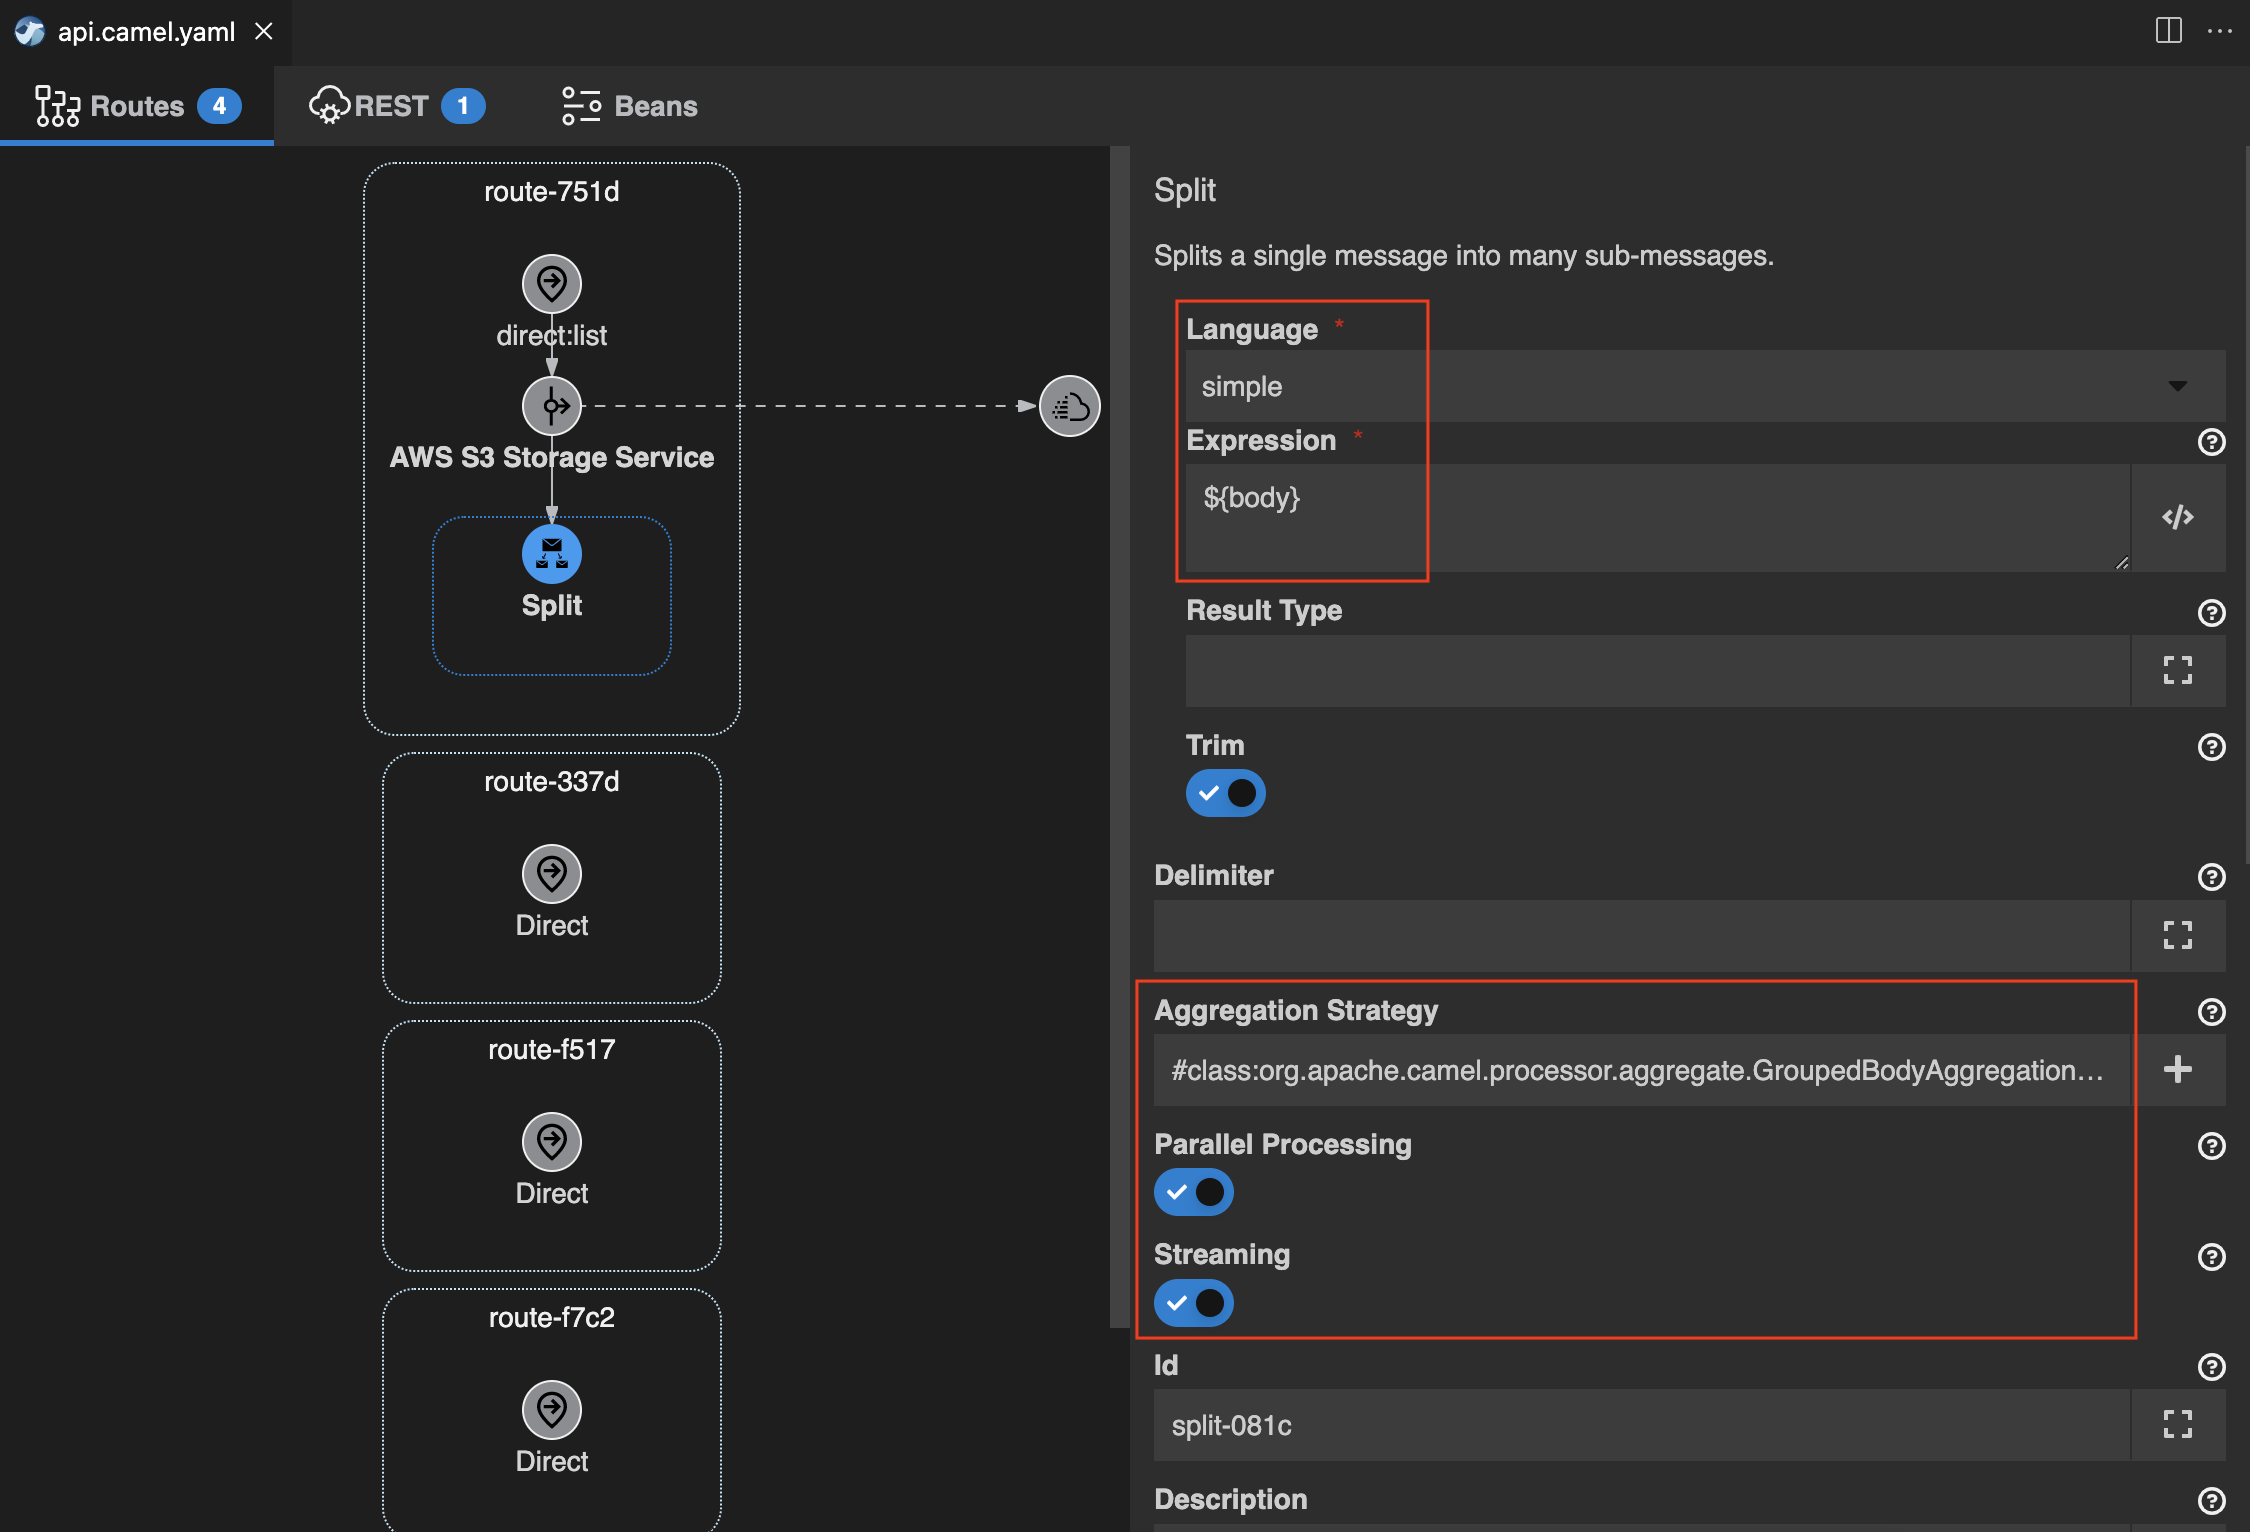 api.camel.yaml
Routes 4
REST 1
Beans
route-751d
direct:list
AWS S3 Storage Service
Split
route-337d
Direct
route-f517
Direct
route-f7c2
Direct
Split
Splits a single message into many sub-messages.
Language *
simple
Expression *
${body}
Result Type
Trim
Delimiter
Aggregation Strategy
#class:org.apache.camel.processor.aggregate.GroupedBodyAggregation...
Parallel Processing
Streaming
Id
split-081c
Description